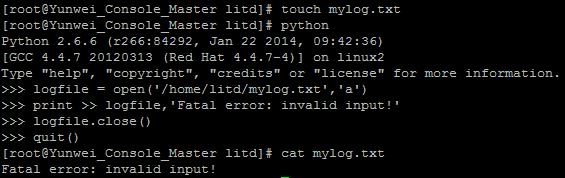 [root@Yunwei_Console_Master litd]# touch mylog.txt
[root@Yunwei_Console_Master litd]# python
Python 2.6.6 (r266:84292, Jan 22 2014, 09:42:36)
[GCC 4.4.7 20120313 (Red Hat 4.4.7-4)] on linux2
Type "help", "copyright", "credits" or "license" for more information.
>>> logfile = open('/home/litd/mylog.txt','a')
>>> print >> logfile,'Fatal error: invalid input!'
>>> logfile.close()
>>> quit()
[root@Yunwei_Console_Master litd]# cat mylog.txt
Fatal error: invalid input!